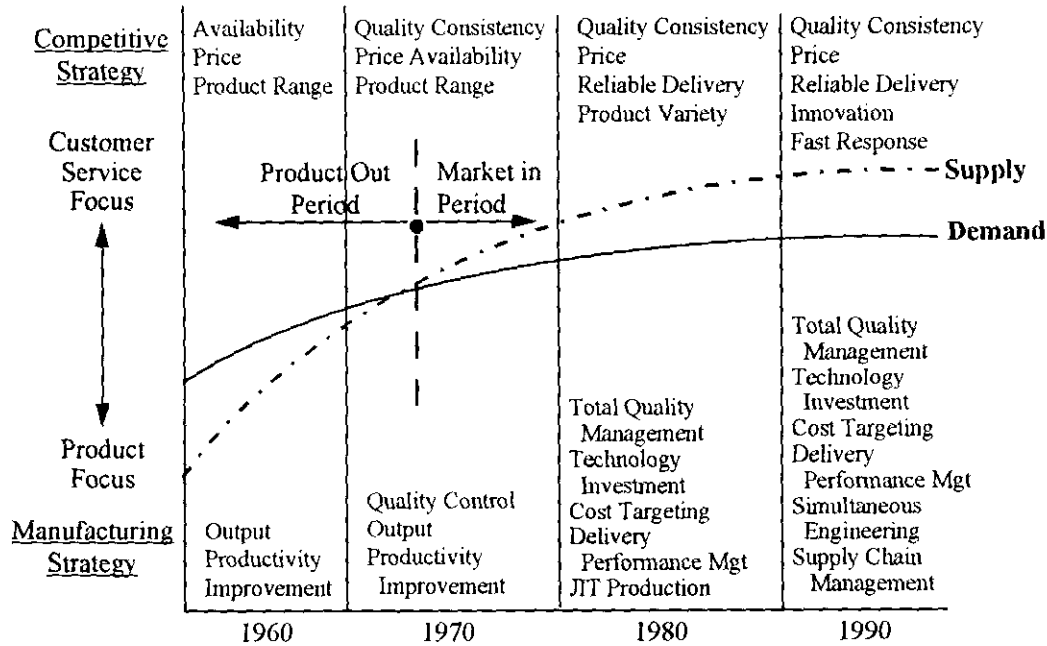 Competitive
Strategy
Availability
Price
Product Range
Quality Consistency
Price Availability
Product Range
Quality Consistency
Price
Reliable Delivery
Product Variety
Quality Consistency
Price
Reliable Delivery
Innovation
Fast Response
Customer
Service
Focus
Product Out
Period
Market in
Period
Supply
Demand
Product
Focus
Manufacturing
Strategy
Output
Productivity
Improvement
Quality Control
Output
Productivity
Improvement
Total Quality
Management
Technology
Investment
Cost Targeting
Delivery
Performance Mgt
JIT Production
Total Quality
Management
Technology
Investment
Cost Targeting
Delivery
Performance Mgt
Simultaneous
Engineering
Supply Chain
Management
1960
1970
1980
1990